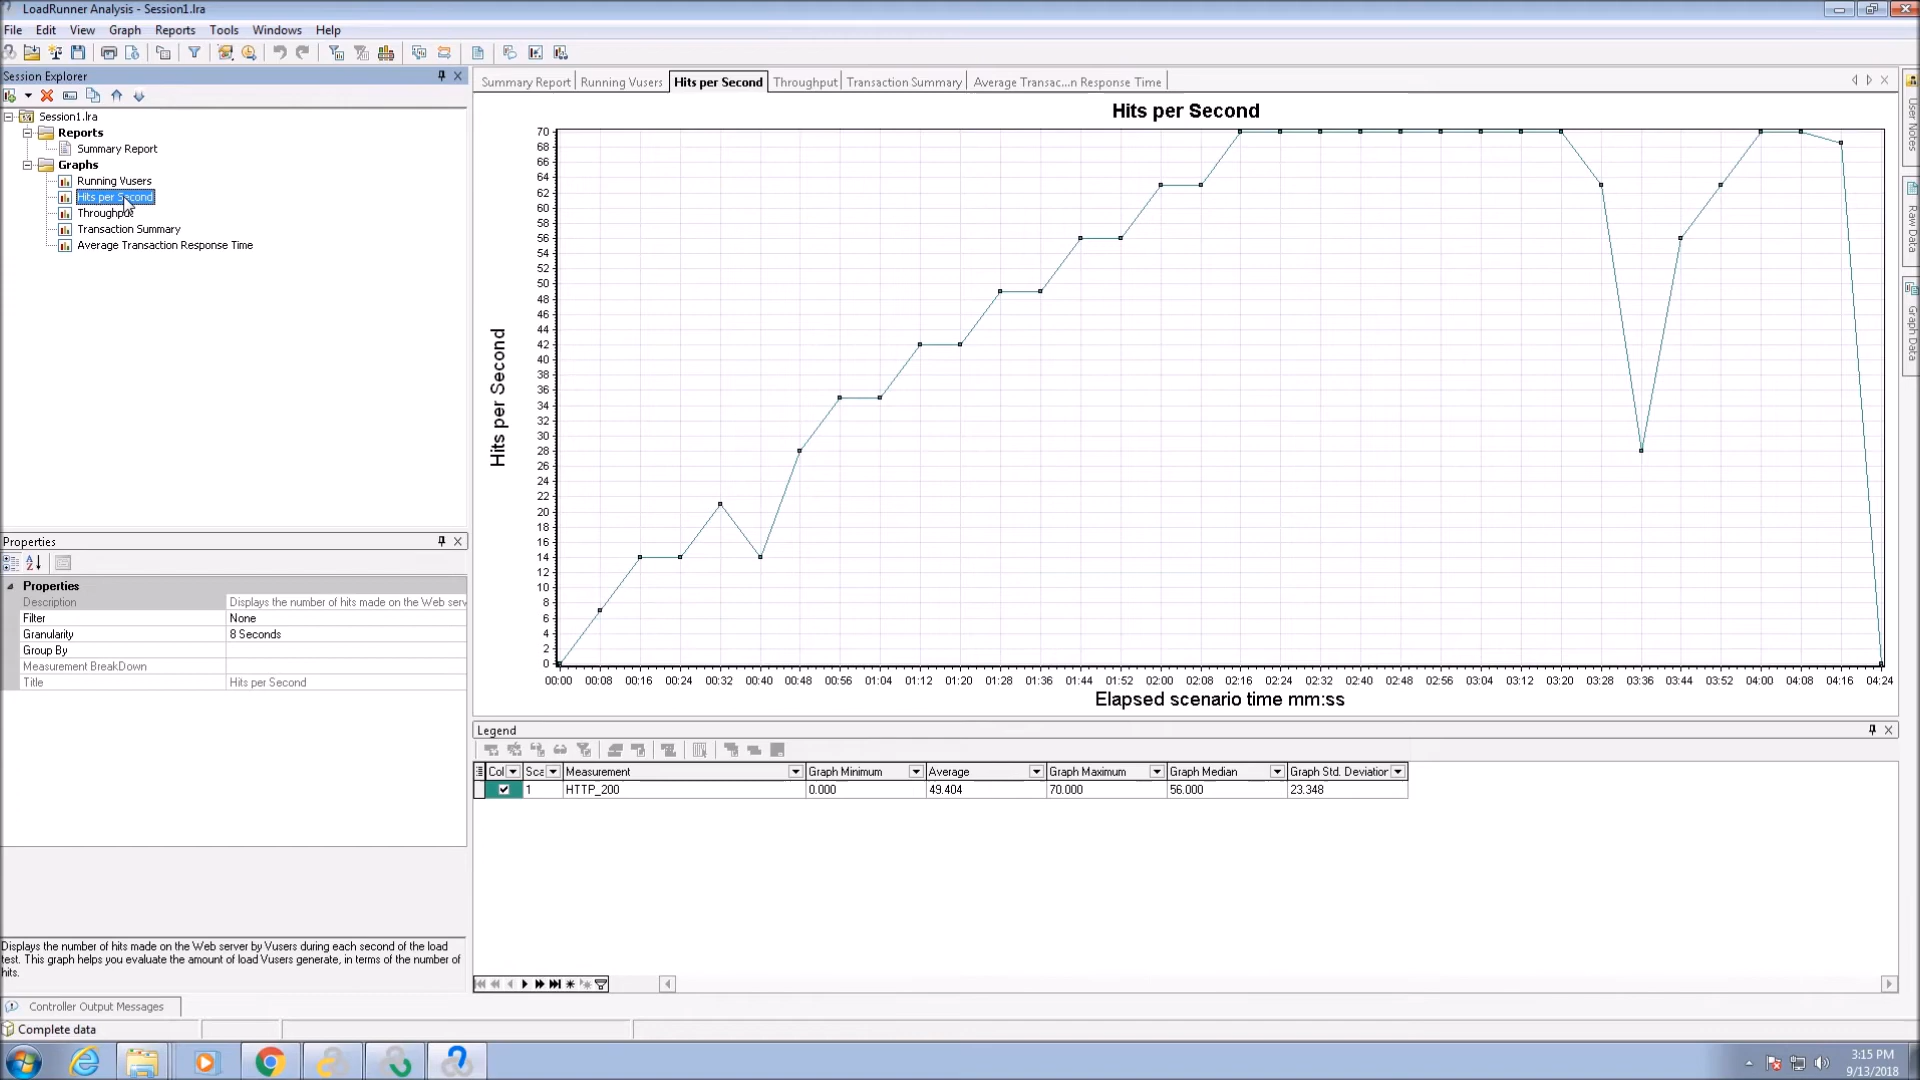 LoadRunner Analysis - Session1.lra
File Edit View Graph Reports Tools Windows Help
Session Explorer
Session1.lra
Reports
Summary Report
Graphs
Running Vusers
Hits per Second
Throughput
Transaction Summary
Average Transaction Response Time
Properties
Properties
Description Displays the number of hits made on the Web serv
Filter None
Granularity 8 Seconds
Group By
Measurement BreakDown
Title Hits per Second
Displays the number of hits made on the Web server by Vusers during each second of the load
test. This graph helps you evaluate the amount of load Vusers generate, in terms of the number of
hits.
Controller Output Messages
Complete data
Summary Report Running Vusers Hits per Second Throughput Transaction Summary Average Transac...n Response Time
Hits per Second
Hits per Second
70
68
66
64
62
60
58
56
54
52
50
48
46
44
42
40
38
36
34
32
30
28
26
24
22
20
18
16
14
12
10
8
6
4
2
0
00:00 00:08 00:16 00:24 00:32 00:40 00:48 00:56 01:04 01:12 01:20 01:28 01:36 01:44 01:52 02:00 02:08 02:16 02:24 02:32 02:40 02:48 02:56 03:04 03:12 03:20 03:28 03:36 03:44 03:52 04:00 04:08 04:16 04:24
Elapsed scenario time mm:ss
Legend
Col Sca Measurement Graph Minimum Average Graph Maximum Graph Median Graph Std. Deviation
1 HTTP_200 0.000 49.404 70.000 56.000 23.348
User Notes
Raw Data
Graph Data
3:15 PM
9/13/2018